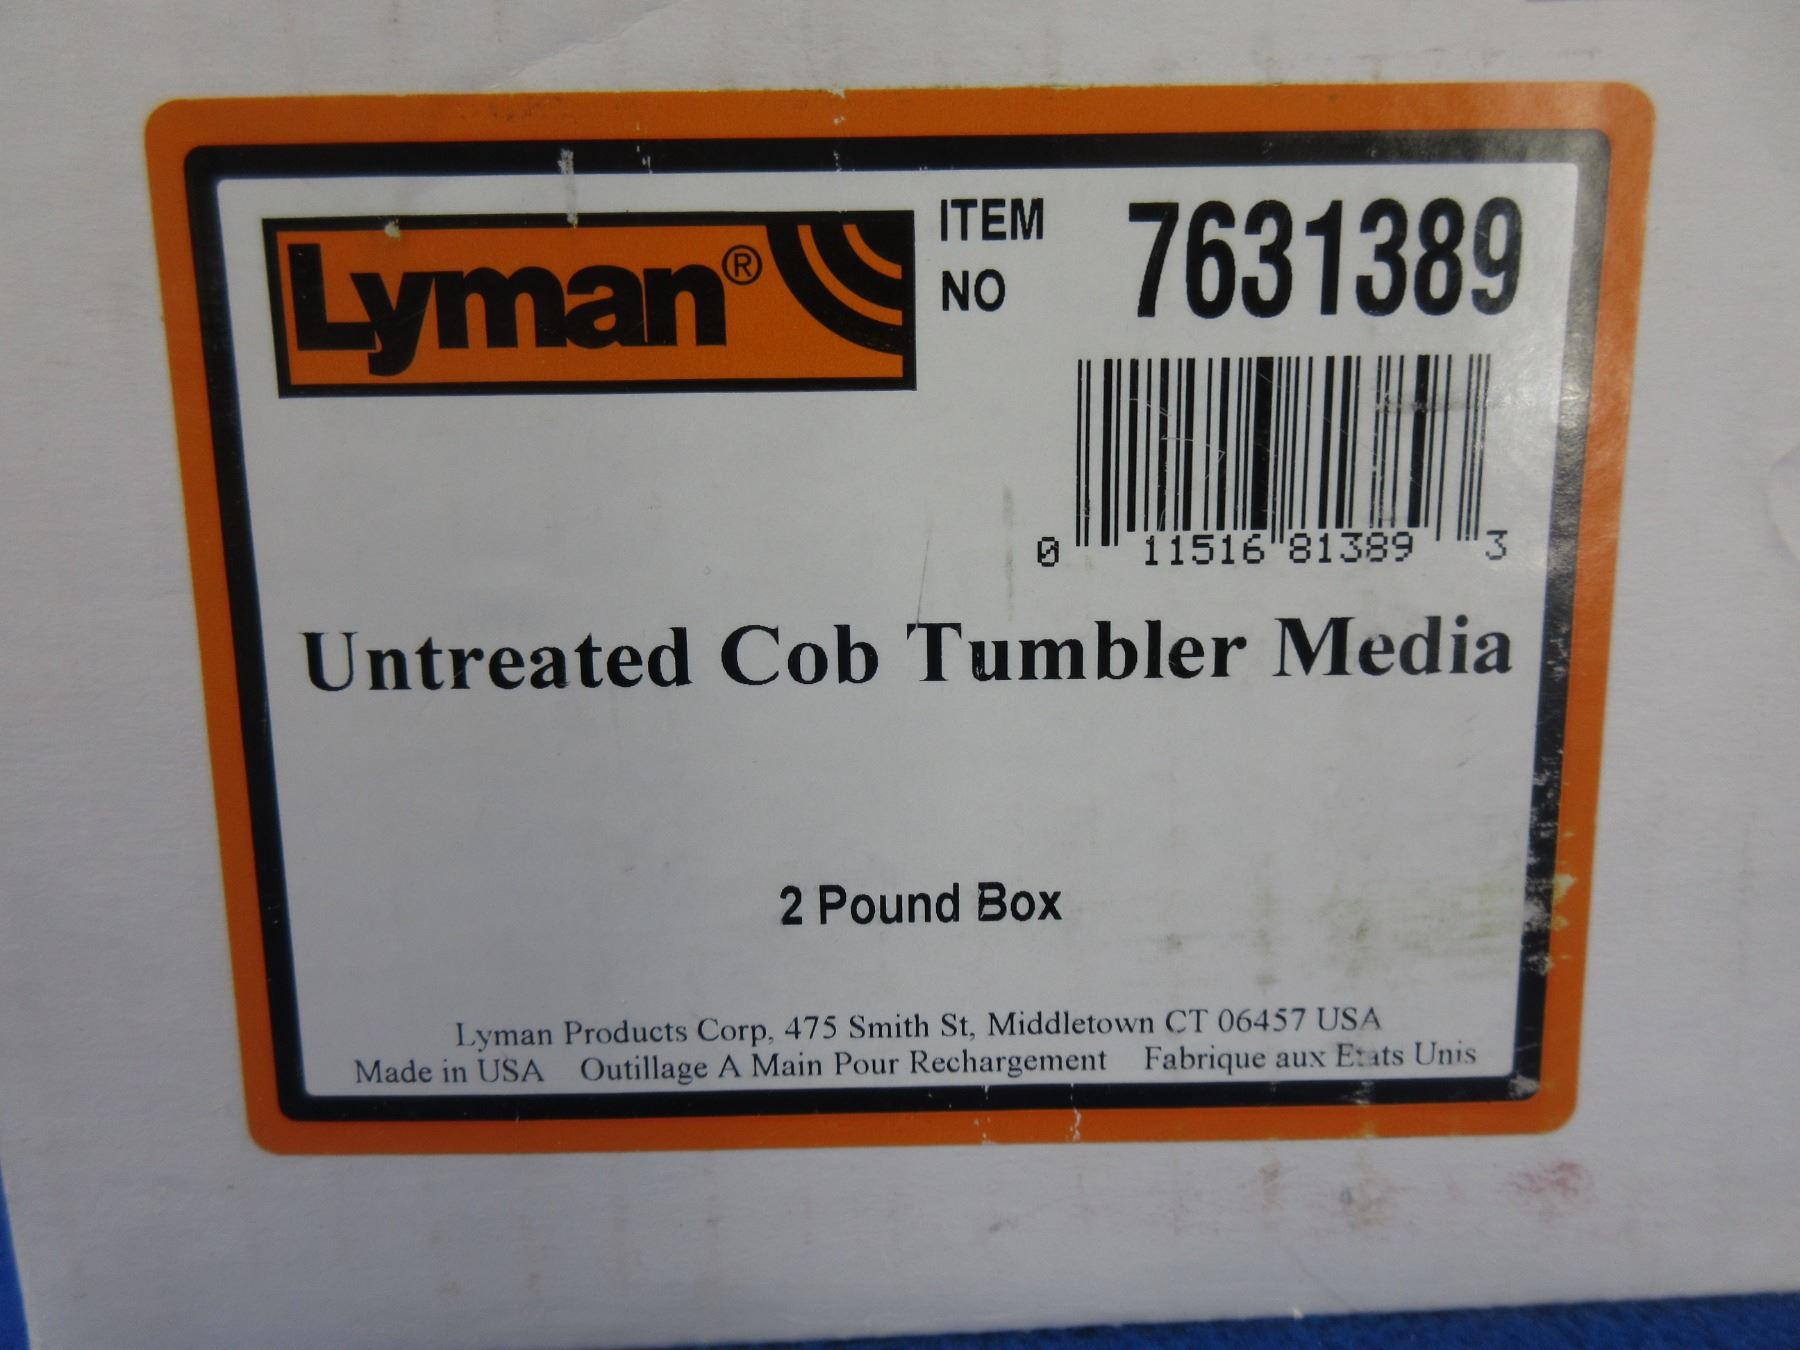 Lyman®
ITEM NO 7631389
0 11516 81389 3
Untreated Cob Tumbler Media
2 Pound Box
Lyman Products Corp, 475 Smith St, Middletown CT 06457 USA
Made in USA Outillage A Main Pour Rechargement Fabrique aux Etats Unis